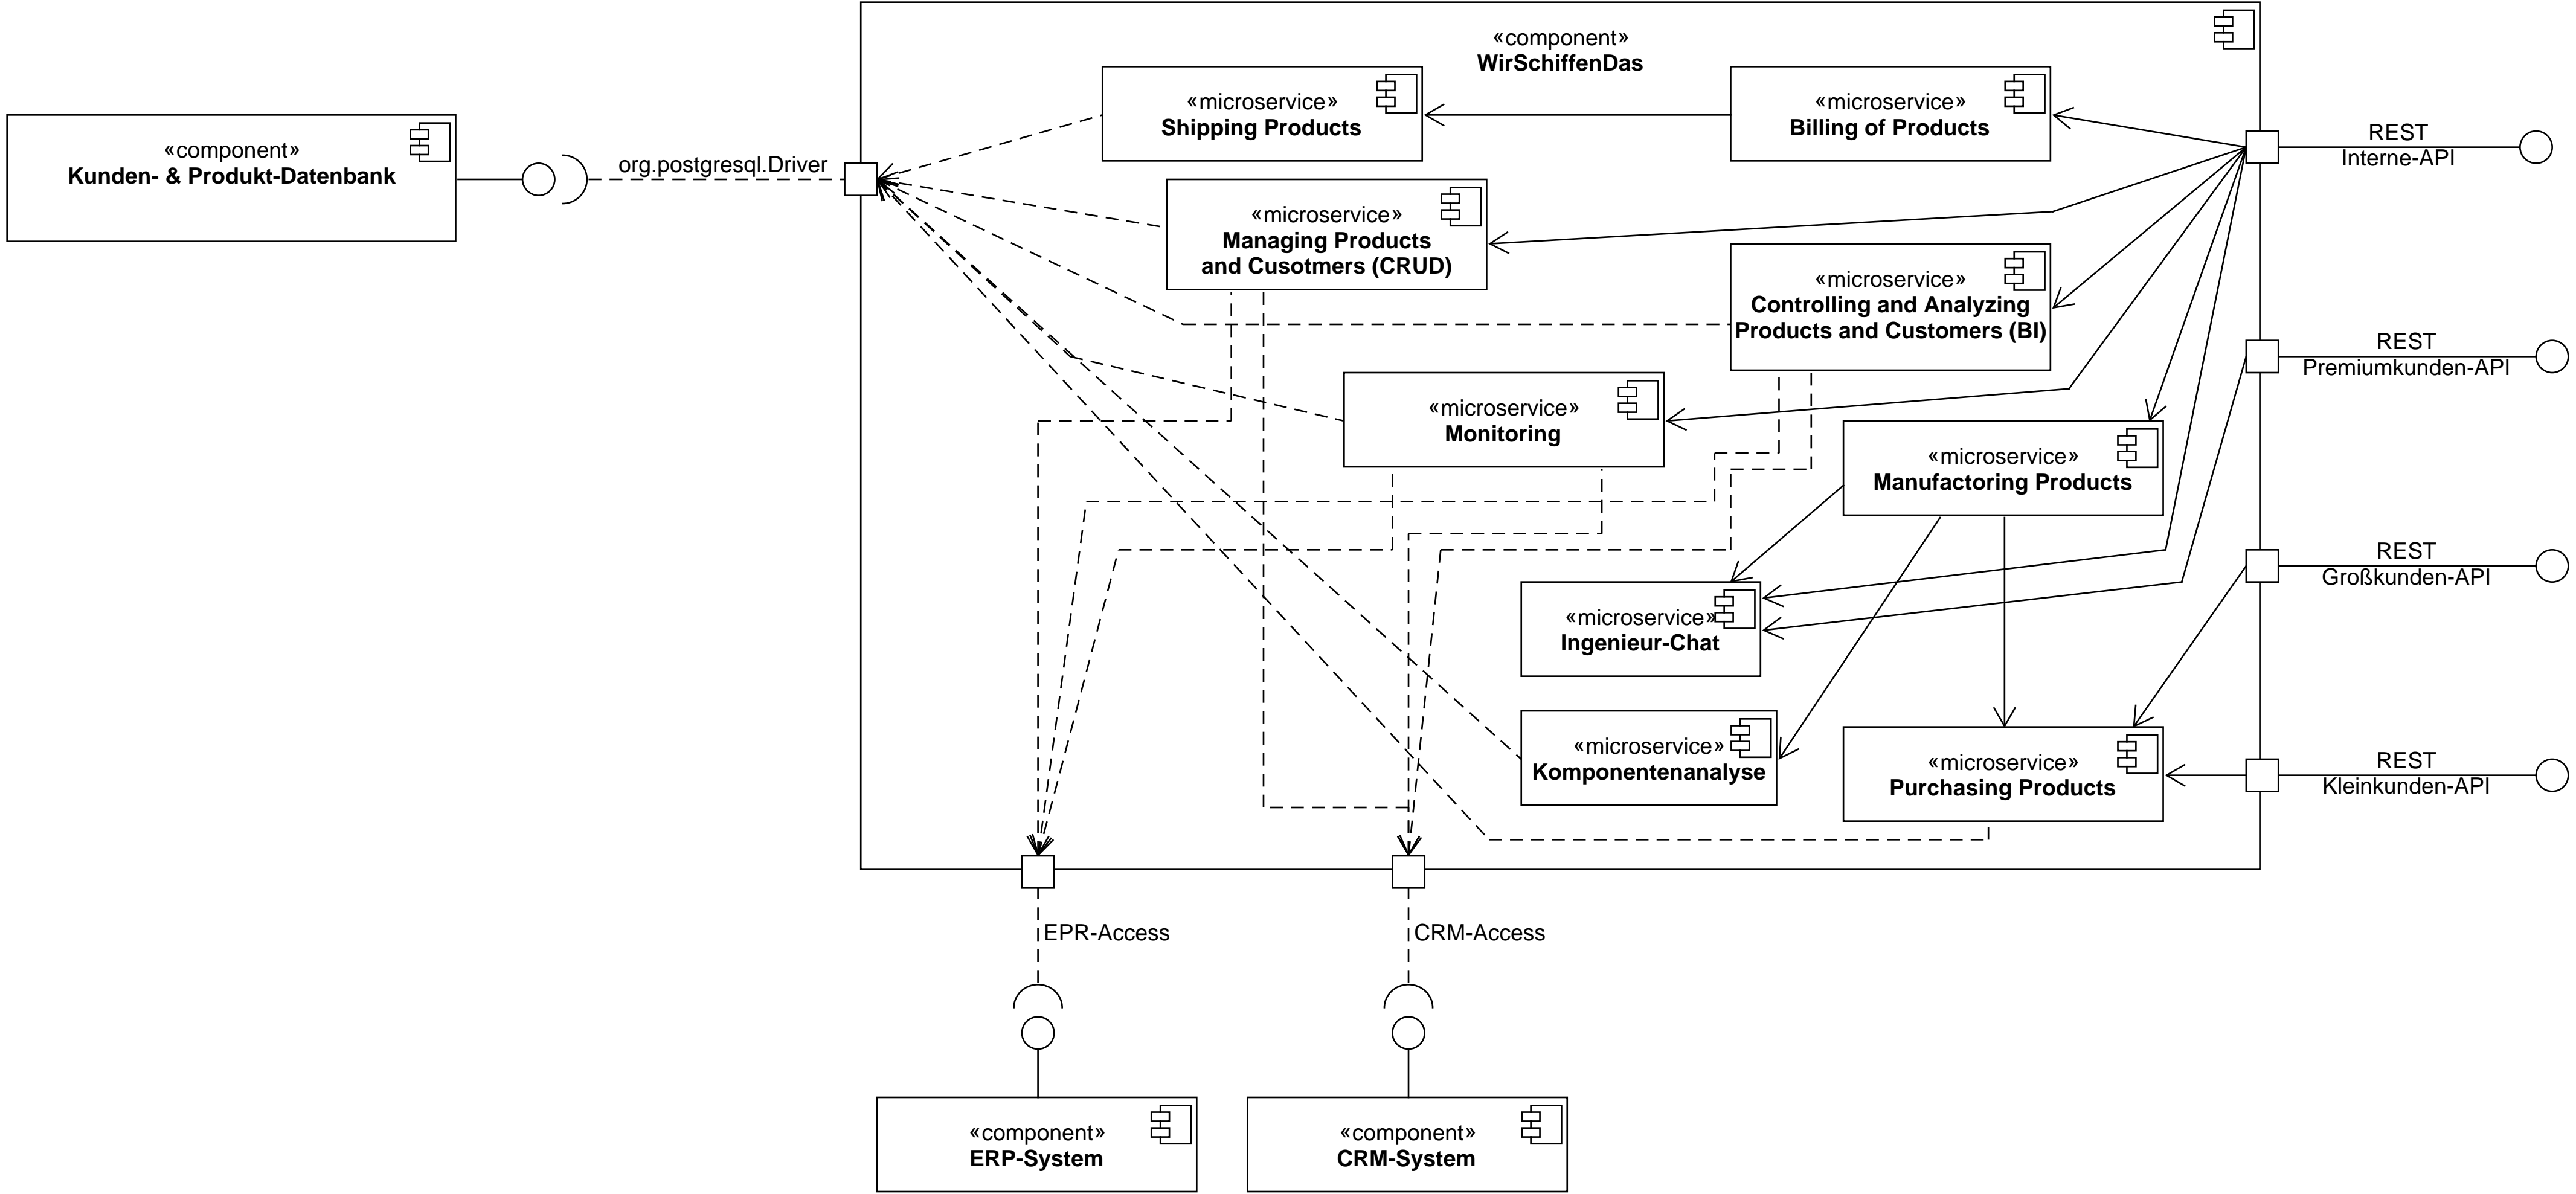 «component»
WirSchiffenDas
«microservice»
Shipping Products
«microservice»
Billing of Products
«component»
Kunden- & Produkt-Datenbank
org.postgresql.Driver
REST
Interne-API
«microservice»
Managing Products
and Cusotmers (CRUD)
«microservice»
Controlling and Analyzing
Products and Customers (BI)
REST
Premiumkunden-API
«microservice»
Monitoring
«microservice»
Manufactoring Products
REST
Großkunden-API
«microservice»
Ingenieur-Chat
«microservice»
Komponentenanalyse
«microservice»
Purchasing Products
REST
Kleinkunden-API
EPR-Access
CRM-Access
«component»
ERP-System
«component»
CRM-System